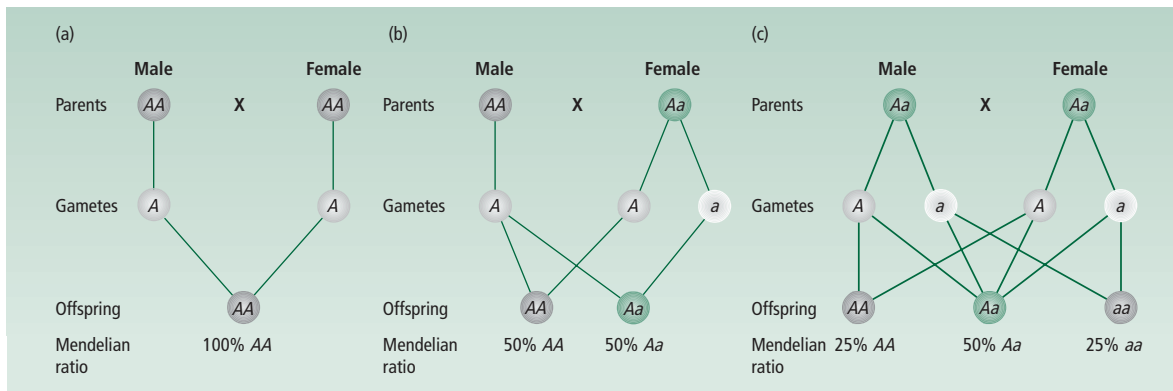 (a)
Male Female
Parents AA X AA
Gametes A A
Offspring AA
Mendelian ratio 100% AA
(b)
Male Female
Parents AA X Aa
Gametes A A a
Offspring AA Aa
Mendelian ratio 50% AA 50% Aa
(c)
Male Female
Parents Aa X Aa
Gametes A a A a
Offspring AA Aa aa
Mendelian ratio 25% AA 50% Aa 25% aa